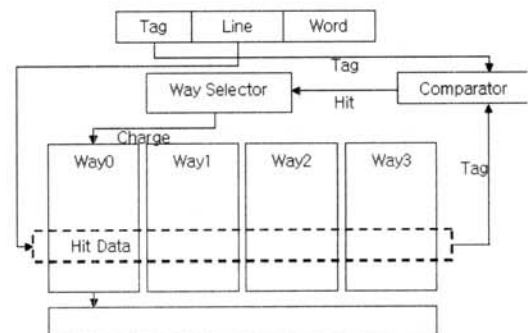 Tag Line Word
Tag
Way Selector Comparator
Hit
Charge
Way0 Way1 Way2 Way3
Tag
Hit Data